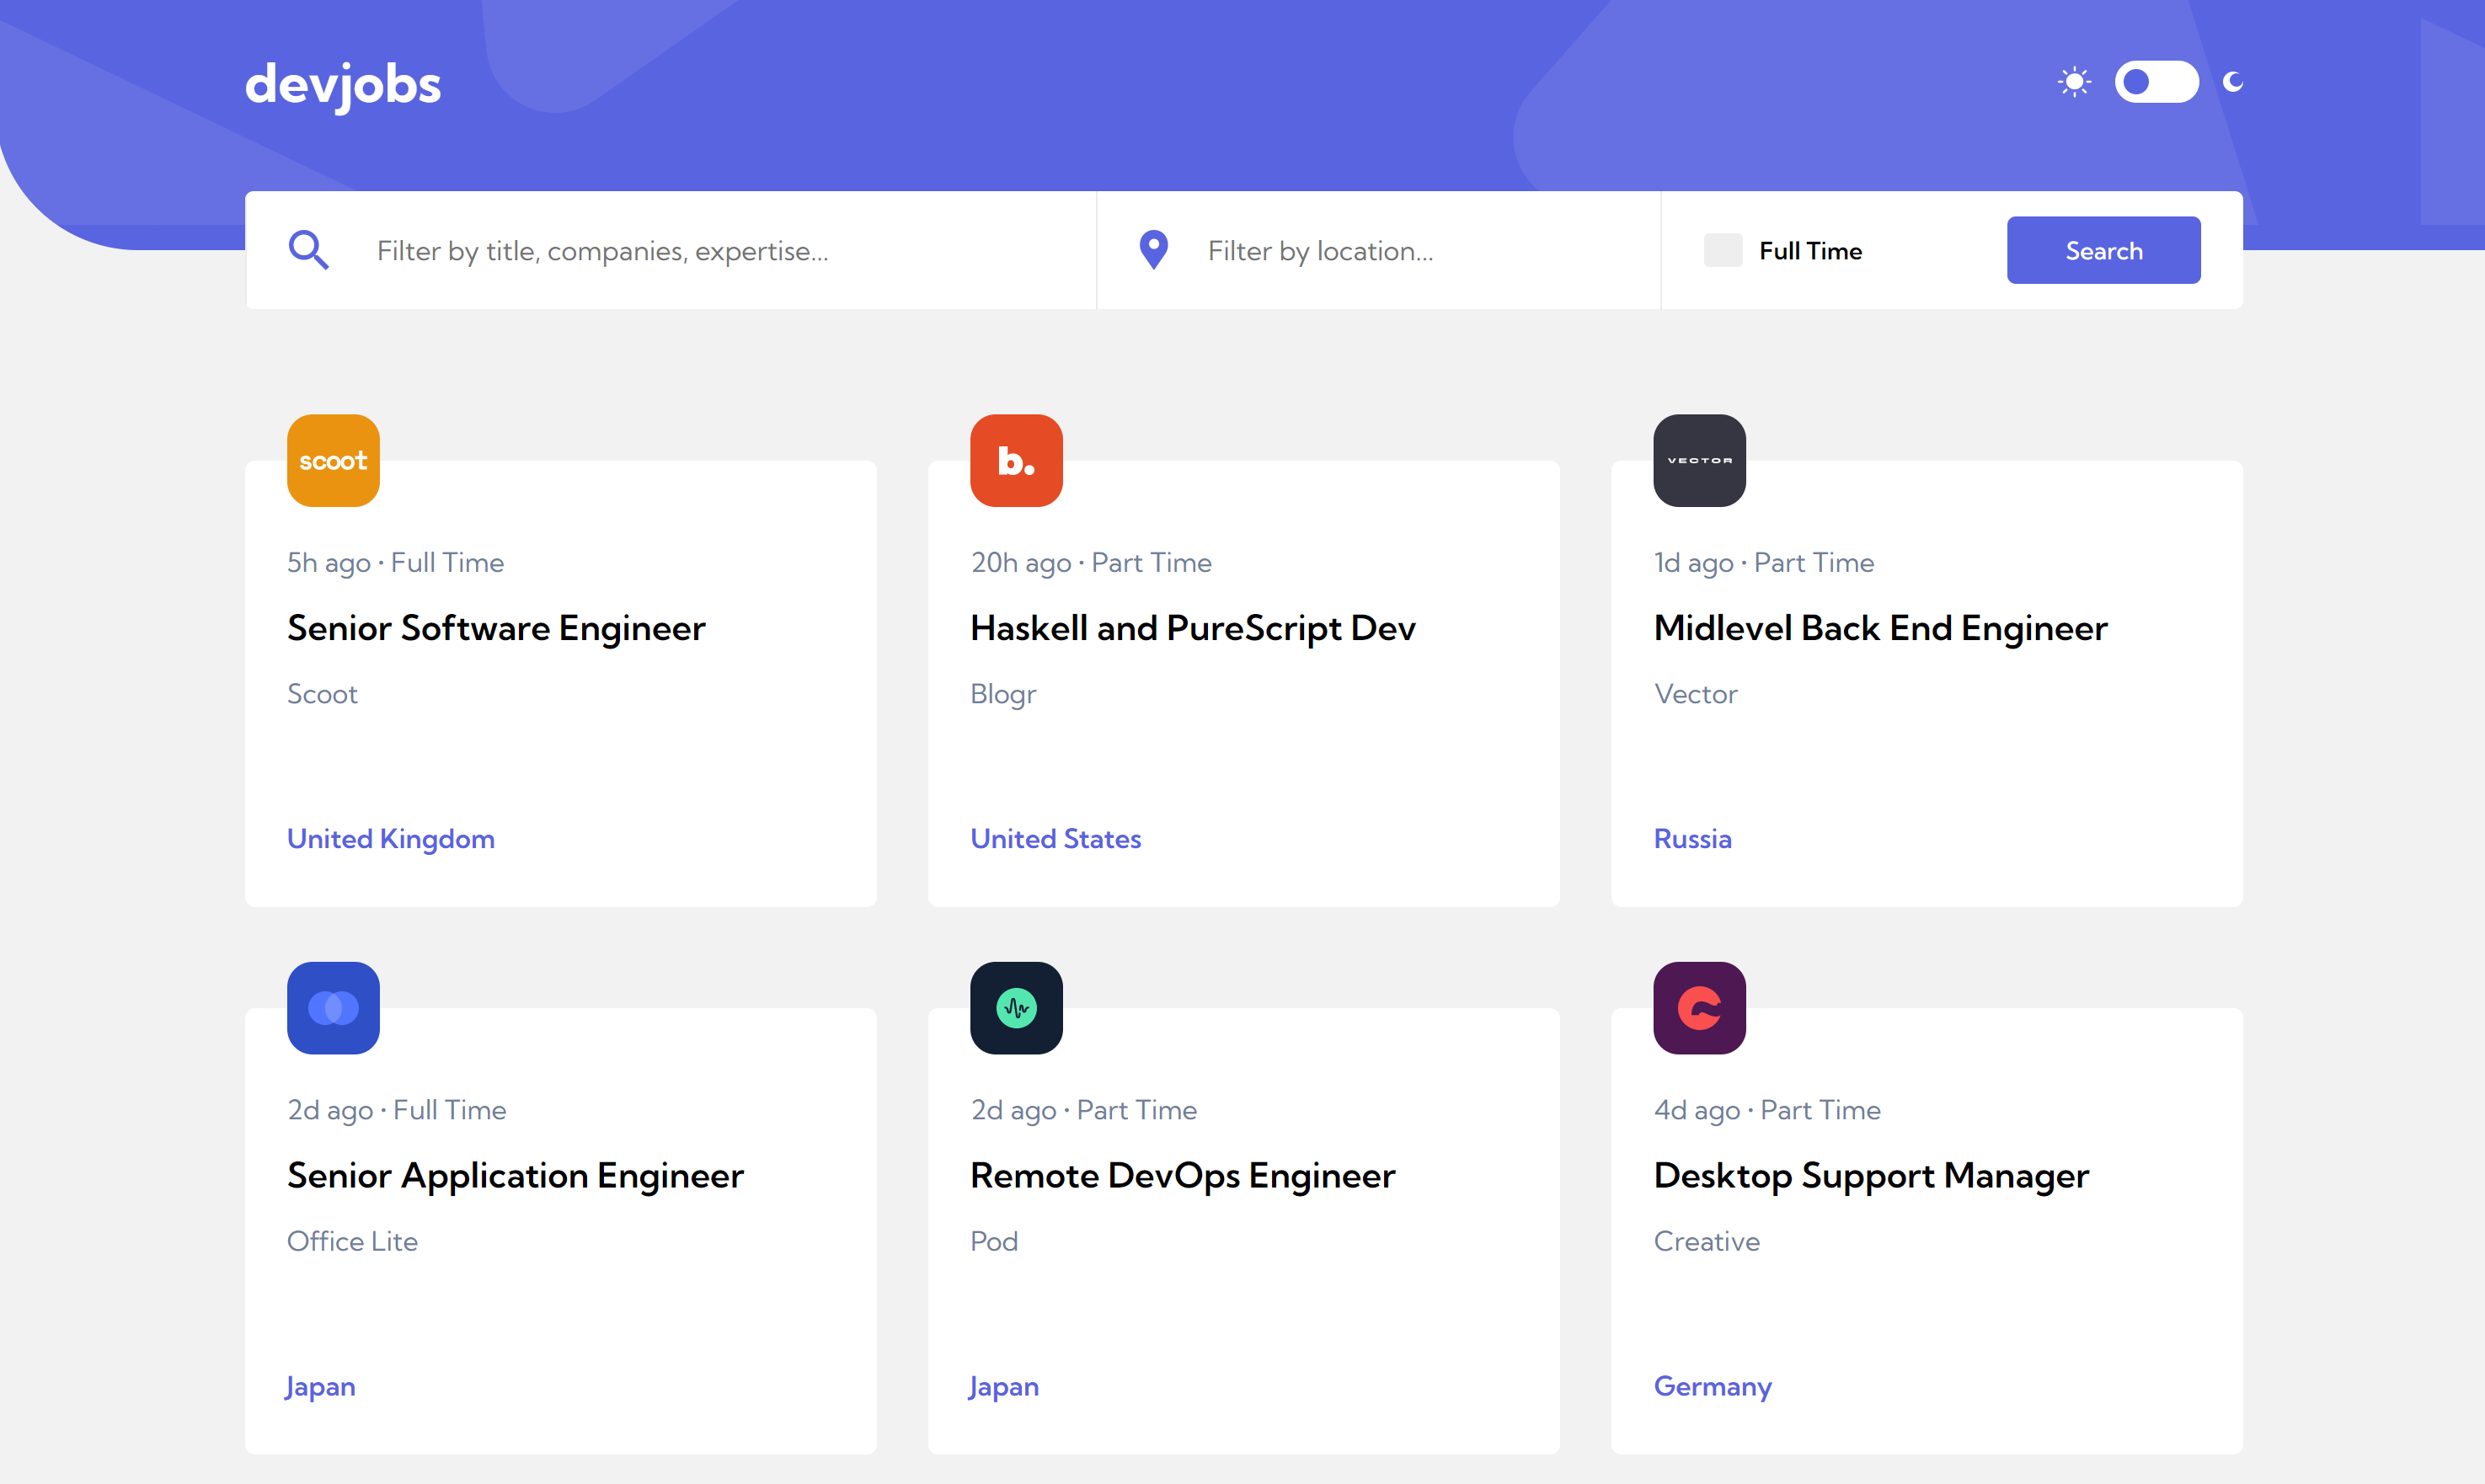 devjobs
Filter by title, companies, expertise...
Filter by location...
Full Time
Search
scoot
5h ago • Full Time
Senior Software Engineer
Scoot
United Kingdom
b.
20h ago • Part Time
Haskell and PureScript Dev
Blogr
United States
VECTOR
1d ago • Part Time
Midlevel Back End Engineer
Vector
Russia
2d ago • Full Time
Senior Application Engineer
Office Lite
Japan
2d ago • Part Time
Remote DevOps Engineer
Pod
Japan
4d ago • Part Time
Desktop Support Manager
Creative
Germany